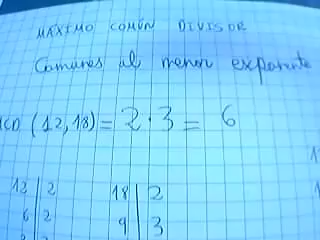 MÁXIMO COMÚN DIVISOR
Comunes al menor exponente
MCD (12,18) = 2 · 3 = 6
12 | 2 18 | 2
6 | 2 9 | 3